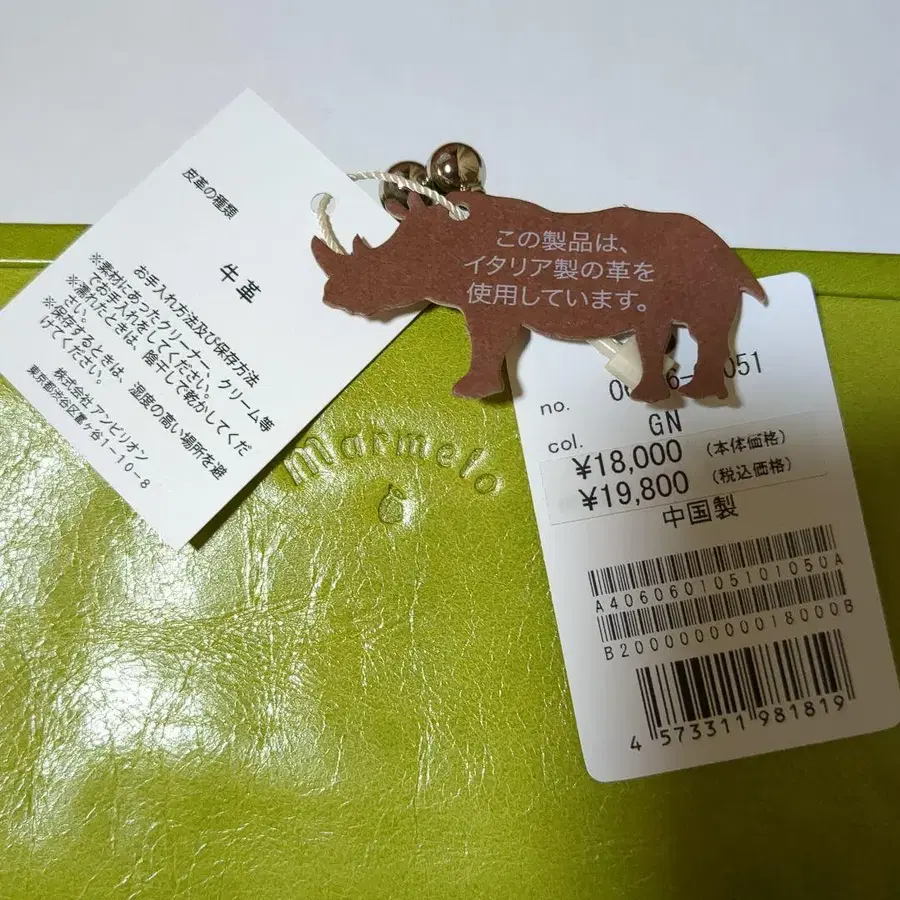 皮革の種類
牛革
お手入れ方法及び保存方法
※素材にあったクリーナー、クリーム等
でお手入れをしてください。
※濡れたときは、陰干しで乾かしてくだ
さい。
※保存するときは、湿度の高い場所を避
けてください。
株式会社アンビリオン
東京都渋谷区富ヶ谷1-10-8
この製品は、
イタリア製の革を
使用しています。
Marmelo
no.
051
col. GN
¥18,000 (本体価格)
¥19,800 (税込価格)
中国製
A406060105101050A
B200000000018000B
4 573311 981819